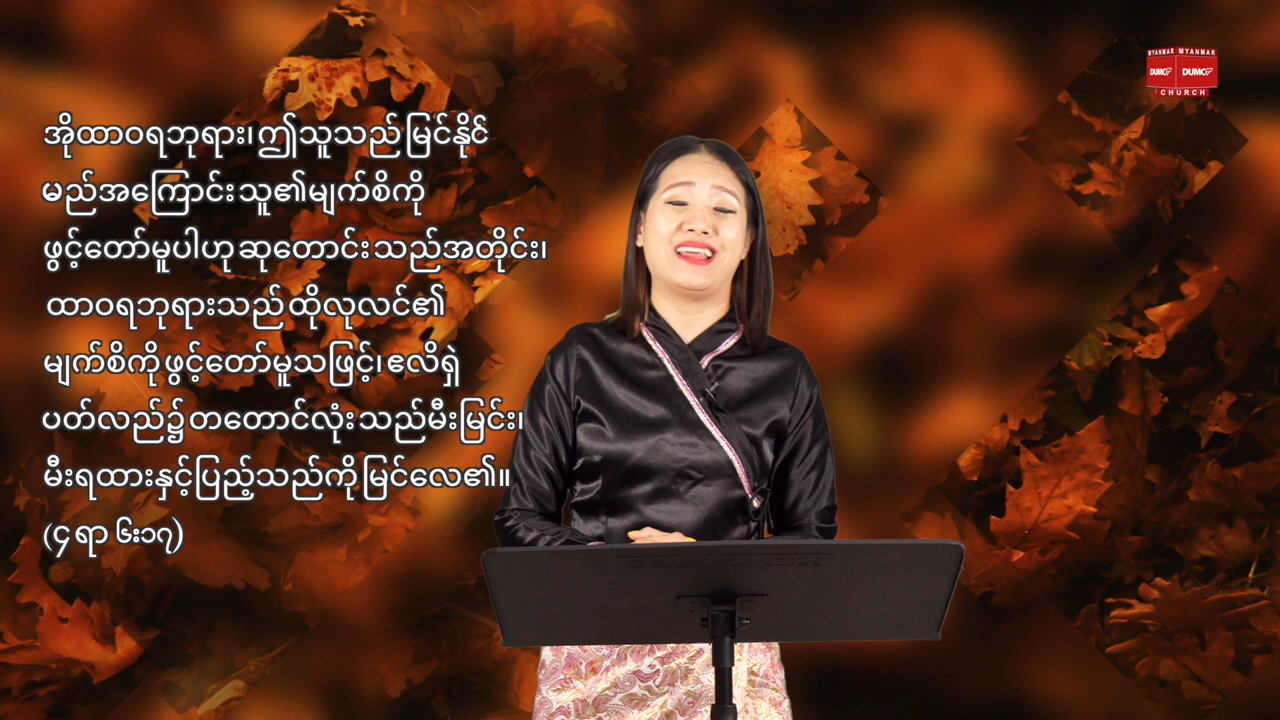 MYANMAR MYANMAR
DUMC DUMC
CHURCH
အိုထာဝရဘုရား၊ ဤသူသည် မြင်နိုင်
မည်အကြောင်း သူ၏မျက်စိကို
ဖွင့်တော်မူပါဟု ဆုတောင်းသည်အတိုင်း၊
ထာဝရဘုရားသည် ထိုလုလင်၏
မျက်စိကို ဖွင့်တော်မူသဖြင့်၊ ဧလိရှဲ
ပတ်လည်၌ တတောင်လုံး သည်မီးမြင်း၊
မီးရထားနှင့်ပြည့်သည်ကို မြင်လေ၏။
(၄ ရာ ၆း၁၇)